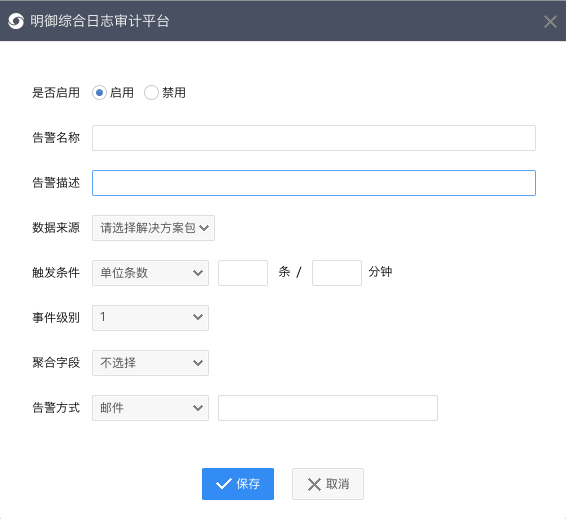 明御综合日志审计平台
是否启用 启用 禁用
告警名称
告警描述
数据来源 请选择解决方案包
触发条件 单位条数 条 / 分钟
事件级别 1
聚合字段 不选择
告警方式 邮件
保存 取消